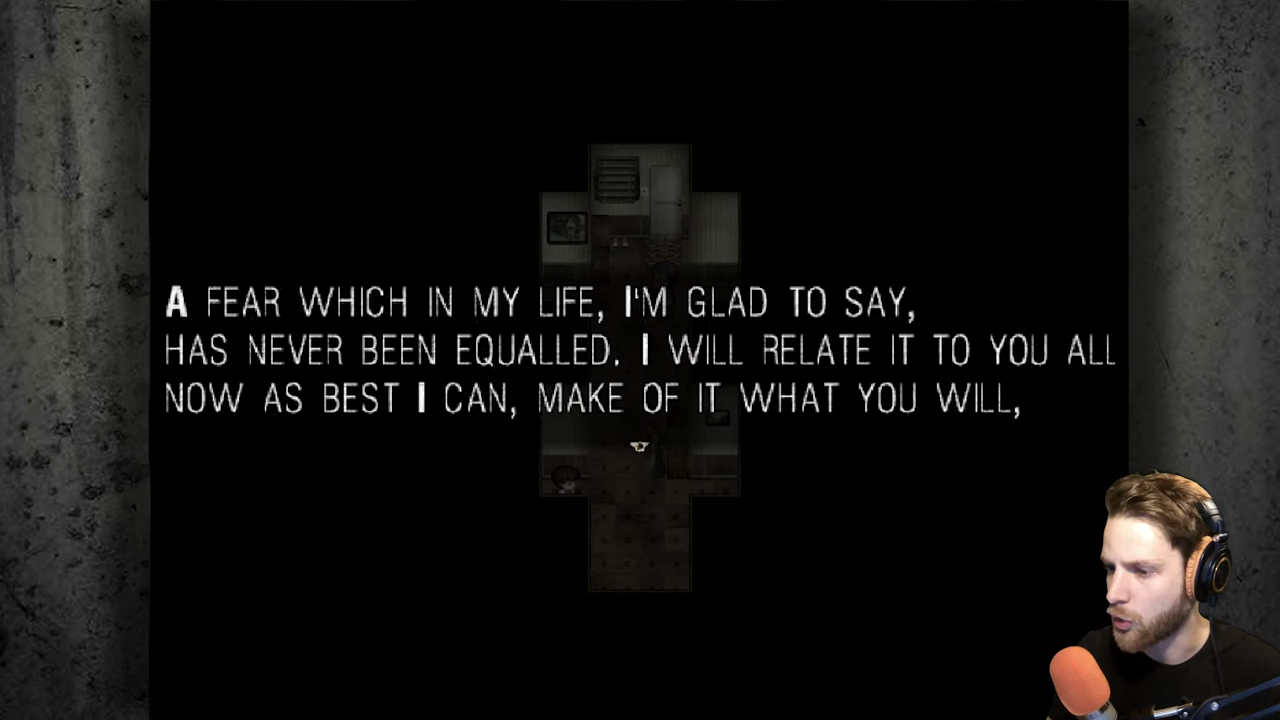 A FEAR WHICH IN MY LIFE, I'M GLAD TO SAY,
HAS NEVER BEEN EQUALLED. I WILL RELATE IT TO YOU ALL
NOW AS BEST I CAN, MAKE OF IT WHAT YOU WILL,